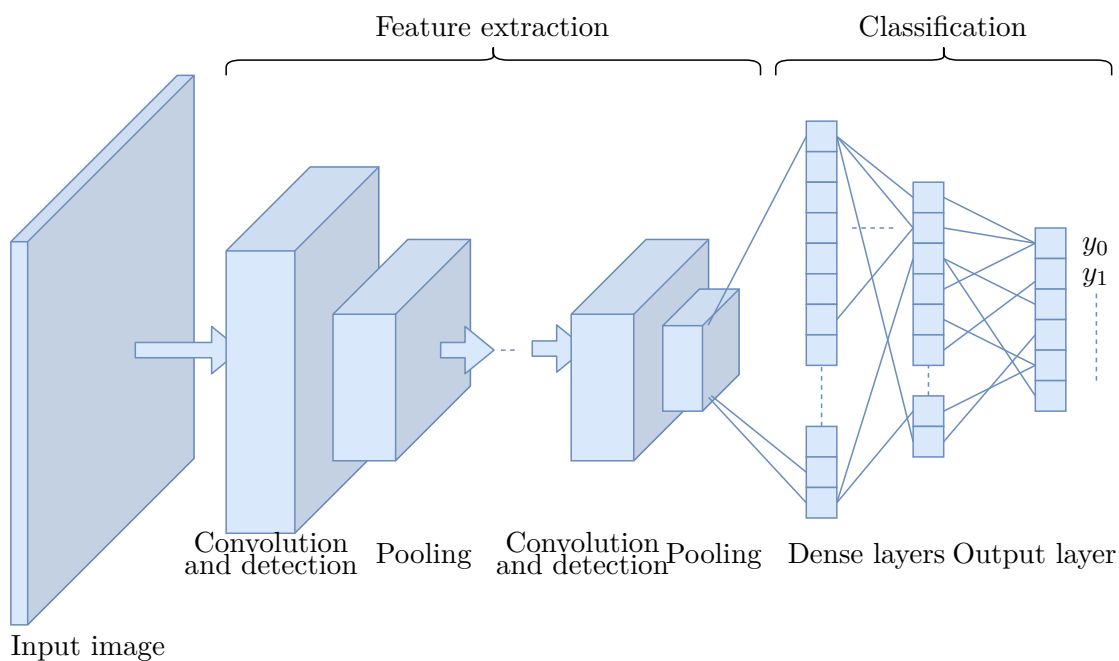 Feature extraction
Classification
y₀
y₁
Convolution
and detection
Pooling
Convolution
and detection
Pooling
Dense layers
Output layer
Input image